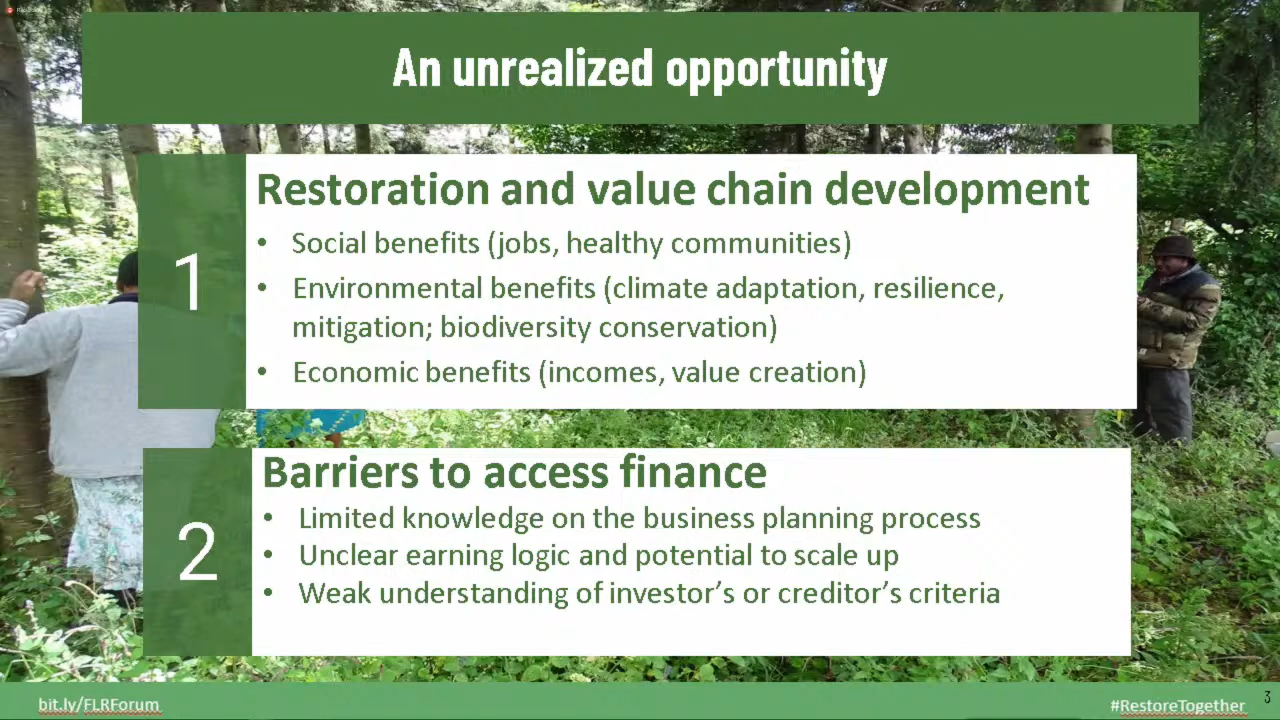 An unrealized opportunity
1
Restoration and value chain development
• Social benefits (jobs, healthy communities)
• Environmental benefits (climate adaptation, resilience,
mitigation; biodiversity conservation)
• Economic benefits (incomes, value creation)
2
Barriers to access finance
• Limited knowledge on the business planning process
• Unclear earning logic and potential to scale up
• Weak understanding of investor’s or creditor’s criteria
bit.ly/FLRForum
#RestoreTogether
3